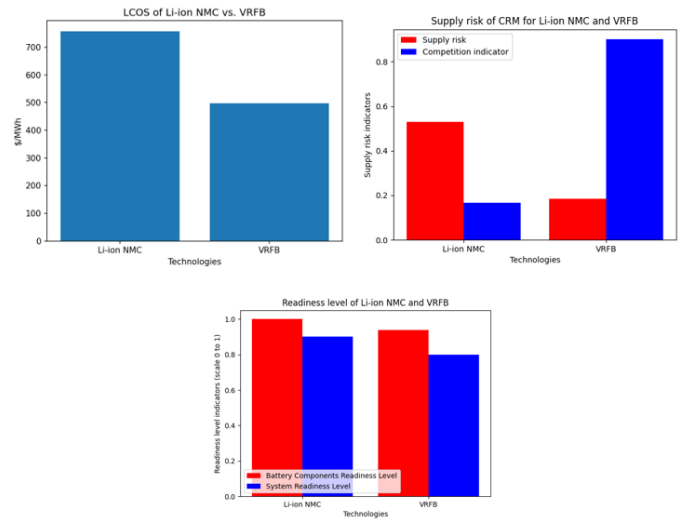 LCOS of Li-ion NMC vs. VRFB
$/MWh
700
600
500
400
300
200
100
0
Li-ion NMC
VRFB
Technologies
Supply risk of CRM for Li-ion NMC and VRFB
Supply risk
Competition indicator
Supply risk indicators
0.8
0.6
0.4
0.2
0.0
Li-ion NMC
VRFB
Technologies
Readiness level of Li-ion NMC and VRFB
Readiness level indicators (scale 0 to 1)
1.0
0.8
0.6
0.4
0.2
0.0
Battery Components Readiness Level
System Readiness Level
Li-ion NMC
VRFB
Technologies